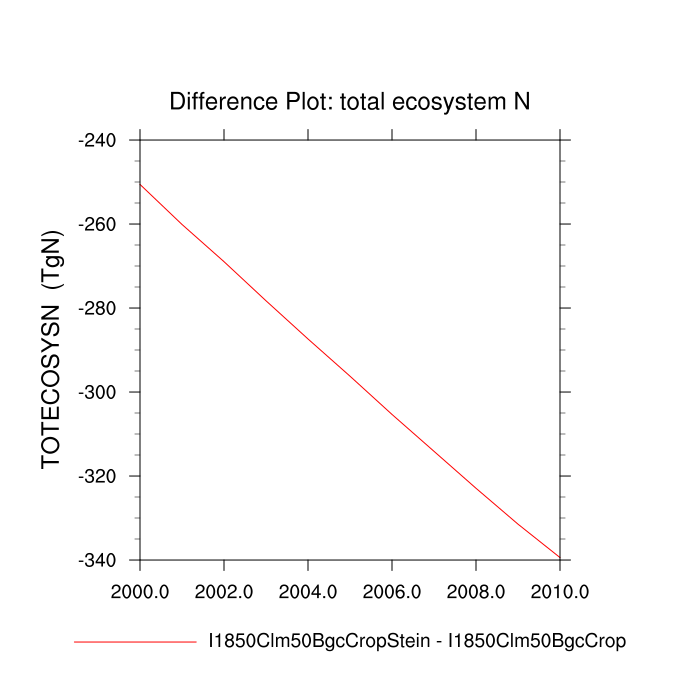 Difference Plot: total ecosystem N
TOTECOSYSN (TgN)
-240
-260
-280
-300
-320
-340
2000.0 2002.0 2004.0 2006.0 2008.0 2010.0
I1850Clm50BgcCropStein - I1850Clm50BgcCrop